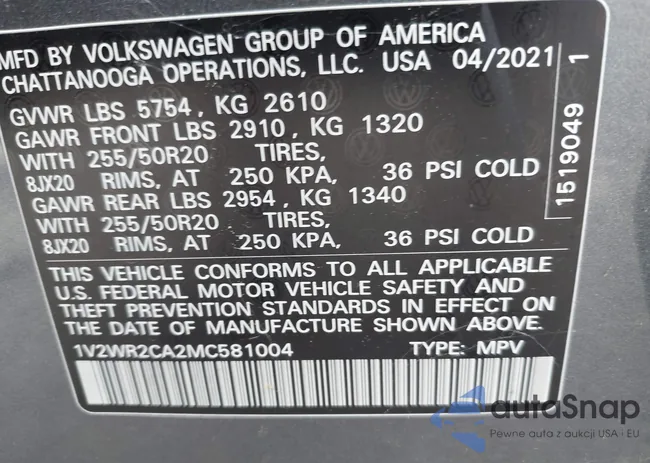 MFD BY VOLKSWAGEN GROUP OF AMERICA
CHATTANOOGA OPERATIONS, LLC. USA 04/2021
GVWR LBS 5754, KG 2610
GAWR FRONT LBS 2910, KG 1320
WITH 255/50R20 TIRES,
8JX20 RIMS, AT 250 KPA, 36 PSI COLD
GAWR REAR LBS 2954, KG 1340
WITH 255/50R20 TIRES,
8JX20 RIMS, AT 250 KPA, 36 PSI COLD
THIS VEHICLE CONFORMS TO ALL APPLICABLE
U.S. FEDERAL MOTOR VEHICLE SAFETY AND
THEFT PREVENTION STANDARDS IN EFFECT ON
THE DATE OF MANUFACTURE SHOWN ABOVE.
1V2WR2CA2MC581004 TYPE: MPV
1519049 1
autoSnap
Pewne auta z aukcji USA i EU